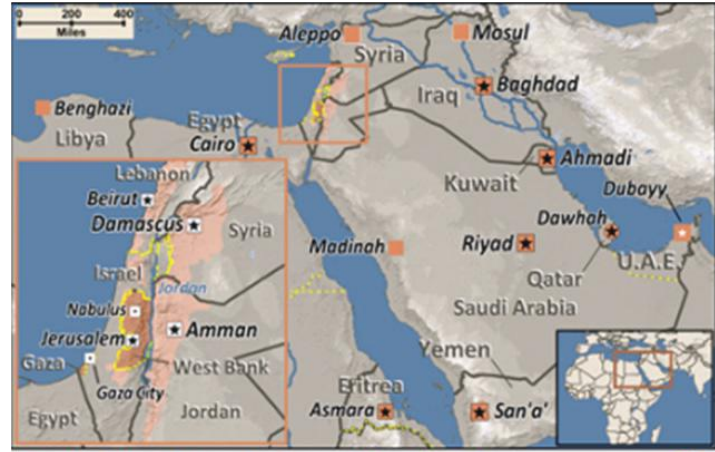 0 200 400
Miles
Aleppo
Mosul
Syria
Baghdad
Iraq
Benghazi
Libya
Egypt
Cairo
Ahmadi
Kuwait
Dubayy
Dawhah
Madinah
Riyad
U.A.E.
Qatar
Saudi Arabia
Yemen
Eritrea
Asmara
San'a'
Lebanon
Beirut
Damascus
Syria
Israel
Jordan
Nabulus
Jerusalem
Amman
Gaza
West Bank
Gaza City
Egypt
Jordan